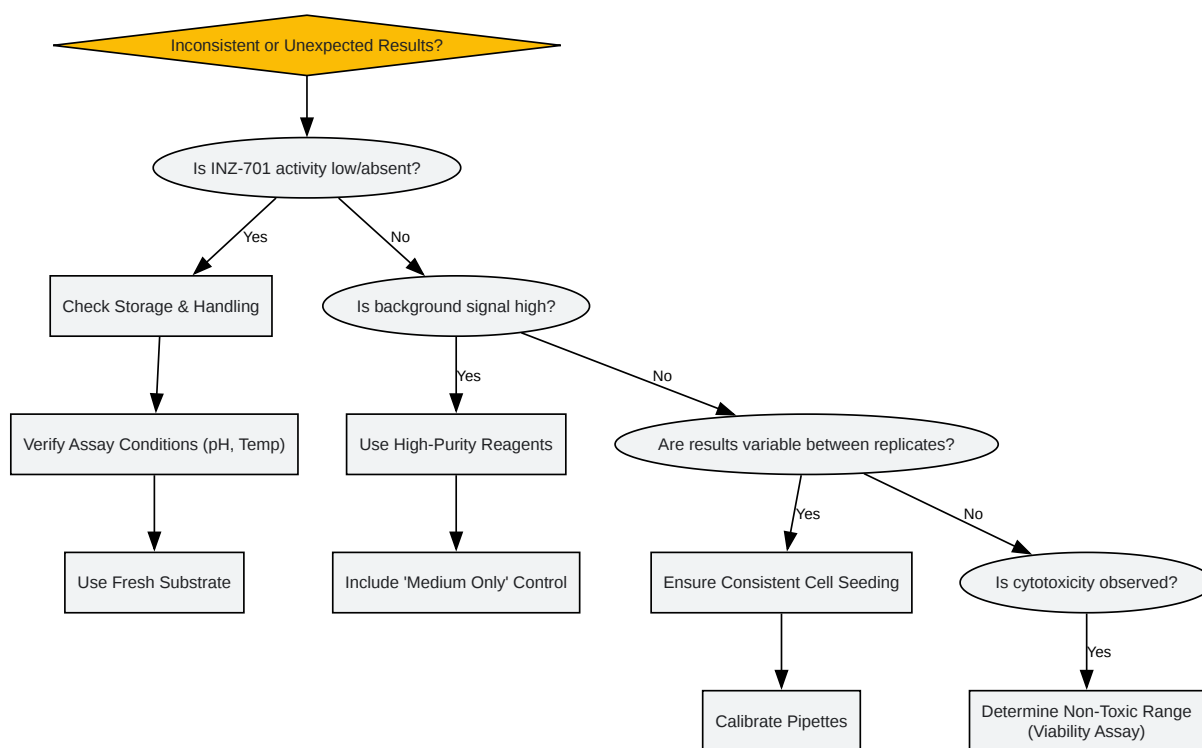 Inconsistent or Unexpected Results?
Is INZ-701 activity low/absent?
Yes
No
Check Storage & Handling
Is background signal high?
Yes
No
Verify Assay Conditions (pH, Temp)
Use High-Purity Reagents
Are results variable between replicates?
Yes
No
Use Fresh Substrate
Include 'Medium Only' Control
Ensure Consistent Cell Seeding
Is cytotoxicity observed?
Yes
Calibrate Pipettes
Determine Non-Toxic Range
(Viability Assay)